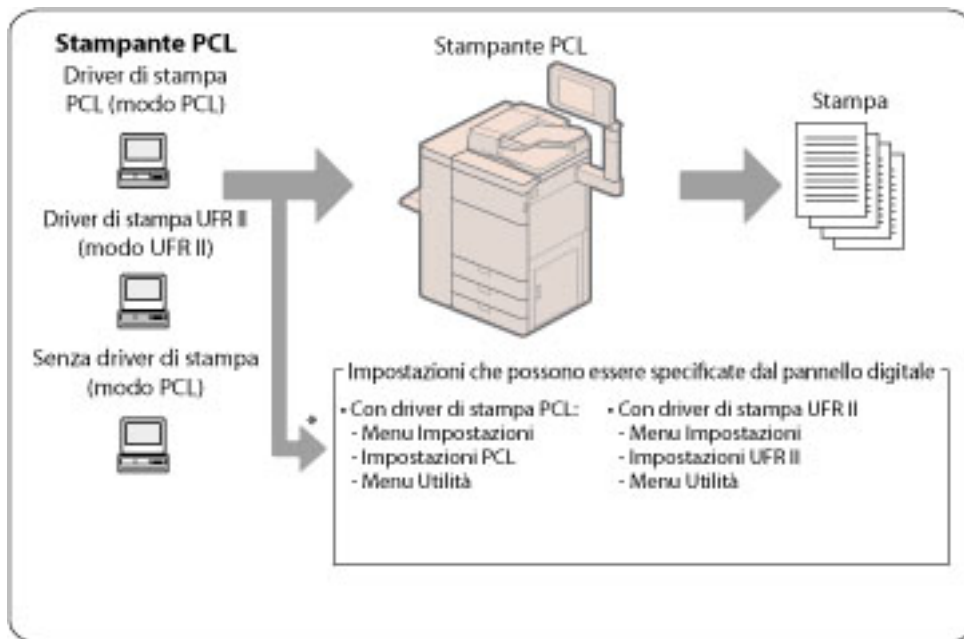 Stampante PCL
Driver di stampa
PCL (modo PCL)
Driver di stampa UFR II
(modo UFR II)
Senza driver di stampa
(modo PCL)
*
Stampante PCL
Stampa
Impostazioni che possono essere specificate dal pannello digitale
• Con driver di stampa PCL:
- Menu Impostazioni
- Impostazioni PCL
- Menu Utilità
• Con driver di stampa UFR II
- Menu Impostazioni
- Impostazioni UFR II
- Menu Utilità